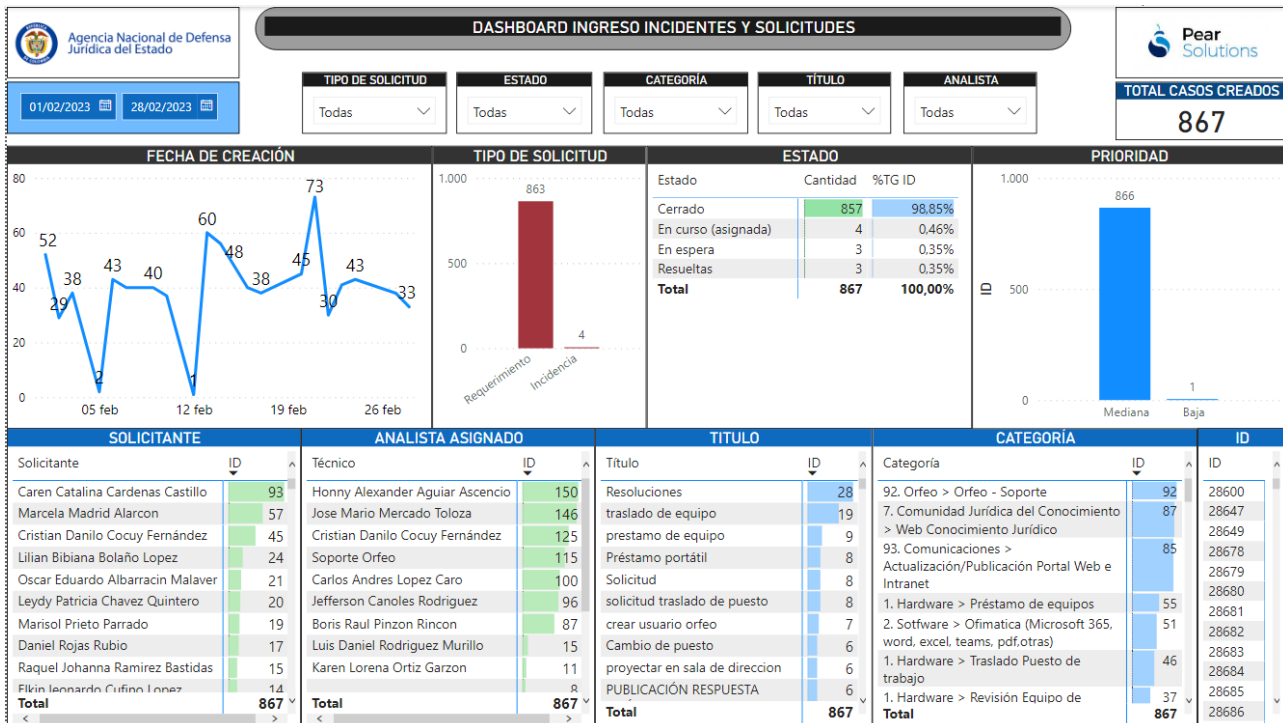 Agencia Nacional de Defensa
Jurídica del Estado
DASHBOARD INGRESO INCIDENTES Y SOLICITUDES
Pear
Solutions
01/02/2023 28/02/2023
TIPO DE SOLICITUD
Todas
ESTADO
Todas
CATEGORÍA
Todas
TÍTULO
Todas
ANALISTA
Todas
TOTAL CASOS CREADOS
867
FECHA DE CREACIÓN
80
60
40
20
0
52
29
38
2
43
40
1
60
48
38
45
73
30
43
33
05 feb 12 feb 19 feb 26 feb
TIPO DE SOLICITUD
1.000
500
0
863
4
Requerimiento
Incidencia
ESTADO
Estado Cantidad %TG ID
Cerrado 857 98,85%
En curso (asignada) 4 0,46%
En espera 3 0,35%
Resueltas 3 0,35%
Total 867 100,00%
PRIORIDAD
ID
1.000
500
0
866
1
Mediana Baja
SOLICITANTE
Solicitante ID
Caren Catalina Cardenas Castillo 93
Marcela Madrid Alarcon 57
Cristian Danilo Cocuy Fernández 45
Lilian Bibiana Bolaño Lopez 24
Oscar Eduardo Albarracin Malaver 21
Leydy Patricia Chavez Quintero 20
Marisol Prieto Parrado 19
Daniel Rojas Rubio 17
Raquel Johanna Ramirez Bastidas 15
Elkin leonardo Cufino Lopez 14
Total 867
ANALISTA ASIGNADO
Técnico ID
Honny Alexander Aguiar Ascencio 150
Jose Mario Mercado Toloza 146
Cristian Danilo Cocuy Fernández 125
Soporte Orfeo 115
Carlos Andres Lopez Caro 100
Jefferson Canoles Rodriguez 96
Boris Raul Pinzon Rincon 87
Luis Daniel Rodriguez Murillo 15
Karen Lorena Ortiz Garzon 11
8
Total 867
TITULO
Título ID
Resoluciones 28
traslado de equipo 19
prestamo de equipo 9
Préstamo portátil 8
Solicitud 8
solicitud traslado de puesto 8
crear usuario orfeo 7
Cambio de puesto 6
proyectar en sala de direccion 6
PUBLICACIÓN RESPUESTA 6
Total 867
CATEGORÍA
Categoría ID
92. Orfeo > Orfeo - Soporte 92
7. Comunidad Jurídica del Conocimiento 87
> Web Conocimiento Jurídico
93. Comunicaciones > 85
Actualización/Publicación Portal Web e
Intranet
1. Hardware > Préstamo de equipos 55
2. Sotfware > Ofimatica (Microsoft 365, 51
word, excel, teams, pdf,otras)
1. Hardware > Traslado Puesto de 46
trabajo
1. Hardware > Revisión Equipo de 37
Total 867
ID
ID
28600
28647
28649
28678
28679
28680
28681
28682
28683
28684
28685
28686